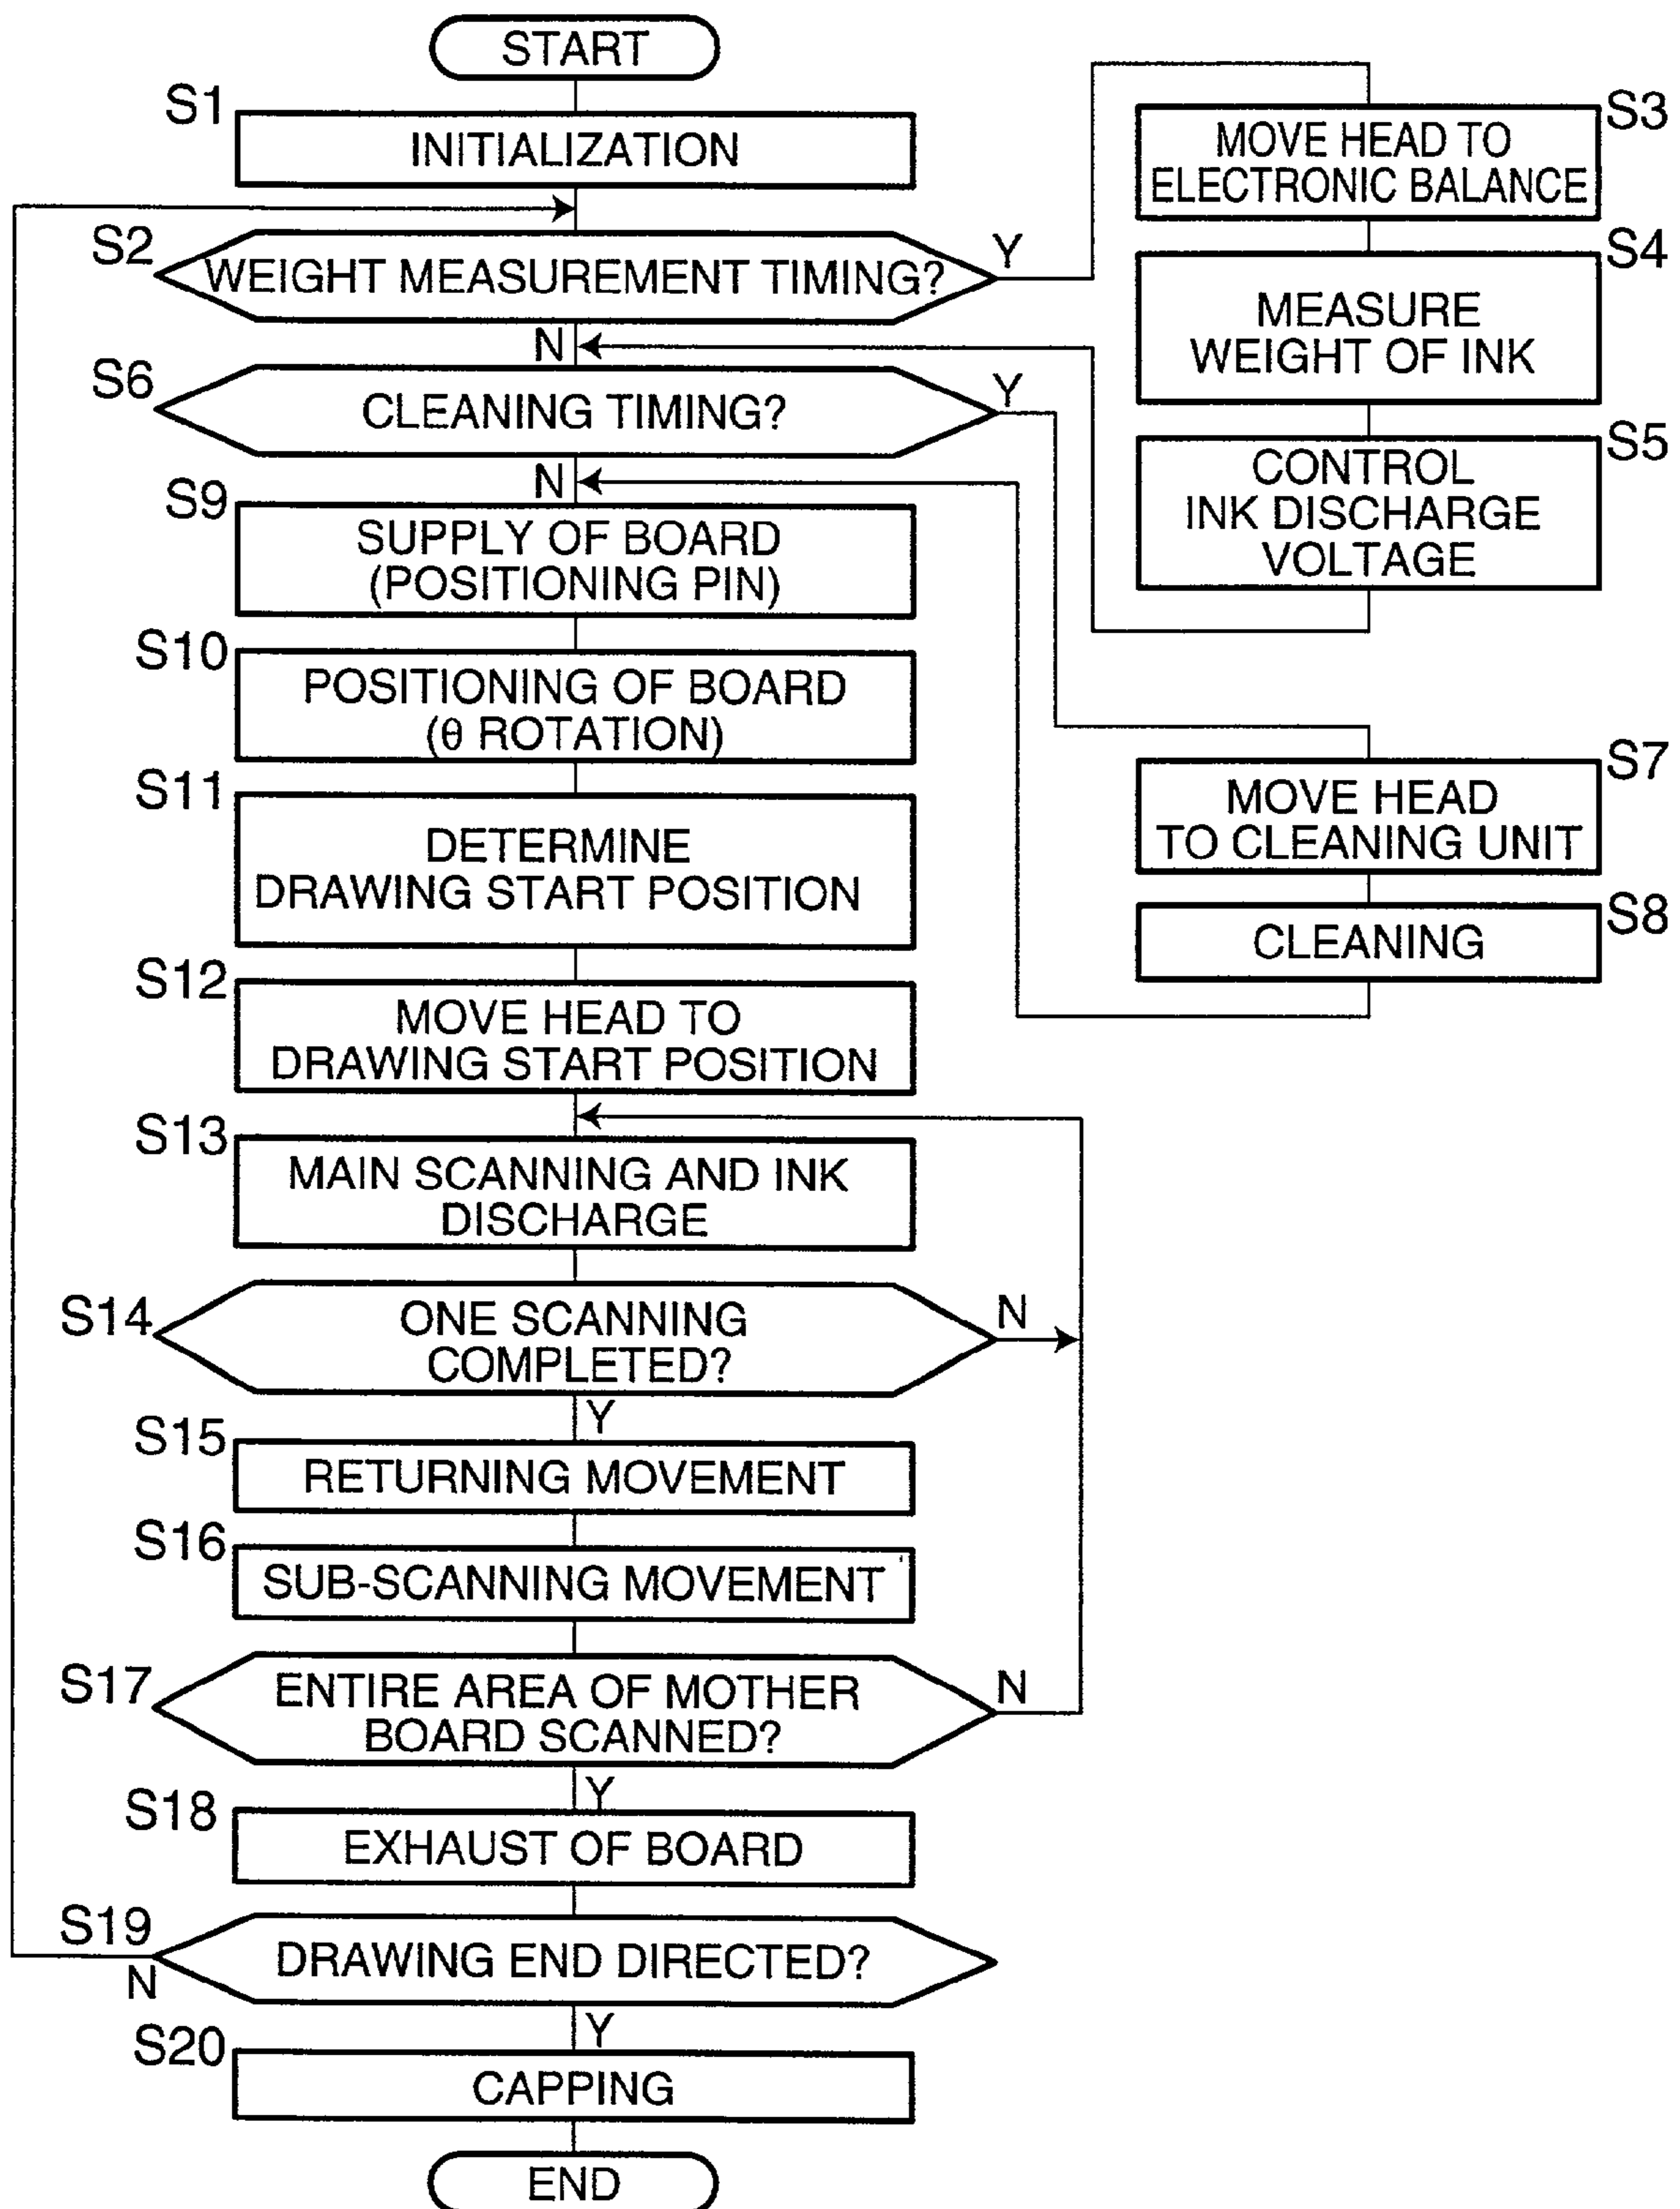 START
S1
INITIALIZATION
S2
WEIGHT MEASUREMENT TIMING?
Y
N
S3
MOVE HEAD TO
ELECTRONIC BALANCE
S4
MEASURE
WEIGHT OF INK
S5
CONTROL
INK DISCHARGE
VOLTAGE
S6
CLEANING TIMING?
Y
N
S7
MOVE HEAD
TO CLEANING UNIT
S8
CLEANING
S9
SUPPLY OF BOARD
(POSITIONING PIN)
S10
POSITIONING OF BOARD
(θ ROTATION)
S11
DETERMINE
DRAWING START POSITION
S12
MOVE HEAD TO
DRAWING START POSITION
S13
MAIN SCANNING AND INK
DISCHARGE
S14
ONE SCANNING
COMPLETED?
N
Y
S15
RETURNING MOVEMENT
S16
SUB-SCANNING MOVEMENT
S17
ENTIRE AREA OF MOTHER
BOARD SCANNED?
N
Y
S18
EXHAUST OF BOARD
S19
DRAWING END DIRECTED?
N
Y
S20
CAPPING
END